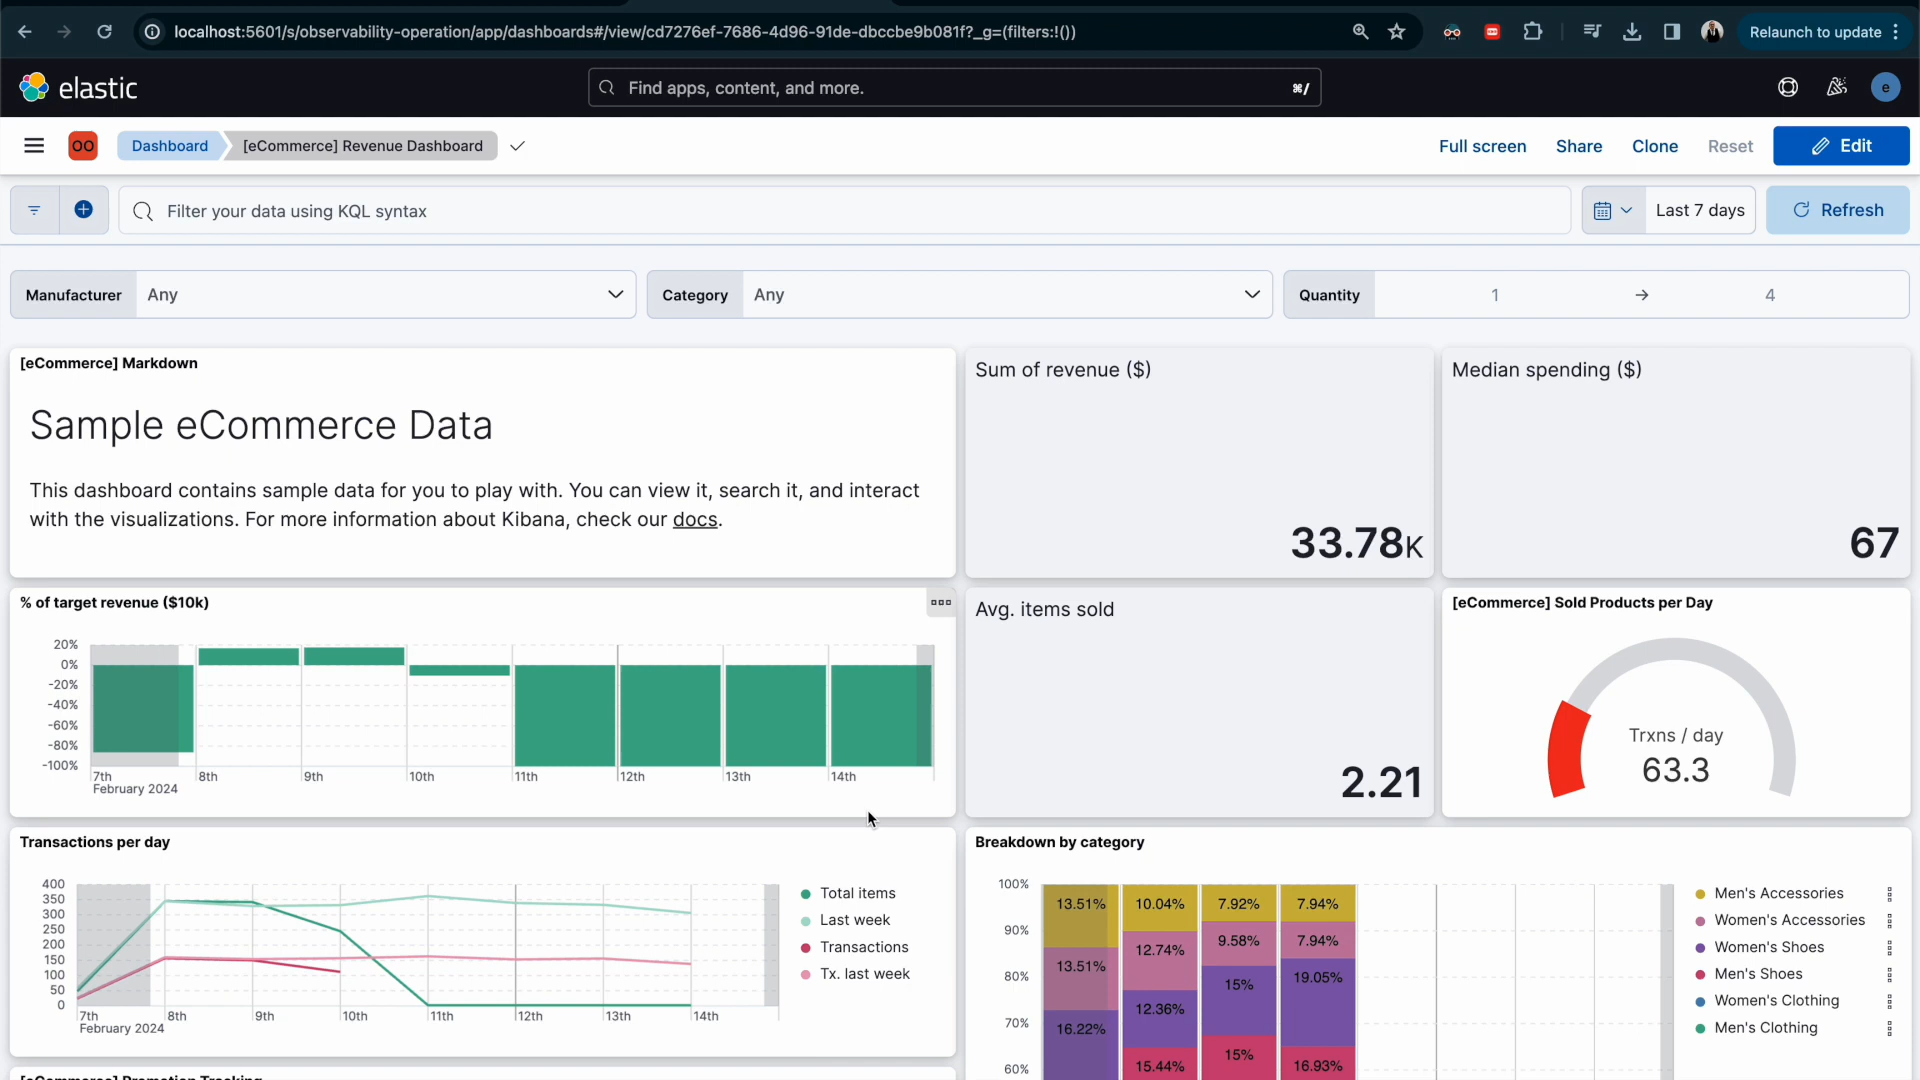 localhost:5601/s/observability-operation/app/dashboards#/view/cd7276ef-7686-4d96-91de-dbccbe9b081f?_g=(filters:!())
Relaunch to update
elastic
Find apps, content, and more.
⌘/
e
OO
Dashboard
[eCommerce] Revenue Dashboard
Full screen
Share
Clone
Reset
Edit
Filter your data using KQL syntax
Last 7 days
Refresh
Manufacturer
Any
Category
Any
Quantity
1
→
4
[eCommerce] Markdown
Sample eCommerce Data
This dashboard contains sample data for you to play with. You can view it, search it, and interact
with the visualizations. For more information about Kibana, check our docs.
Sum of revenue ($)
33.78K
Median spending ($)
67
% of target revenue ($10k)
20%
0%
-20%
-40%
-60%
-80%
-100%
7th
8th
9th
10th
11th
12th
13th
14th
February 2024
Avg. items sold
2.21
[eCommerce] Sold Products per Day
Trxns / day
63.3
Transactions per day
400
350
300
250
200
150
100
50
0
7th
8th
9th
10th
11th
12th
13th
14th
February 2024
Total items
Last week
Transactions
Tx. last week
Breakdown by category
100%
90%
80%
70%
60%
13.51%
10.04%
7.92%
7.94%
13.51%
12.74%
9.58%
7.94%
16.22%
12.36%
15%
19.05%
15.44%
15%
16.93%
Men's Accessories
Women's Accessories
Women's Shoes
Men's Shoes
Women's Clothing
Men's Clothing
[eCommerce] Promotion Tracking